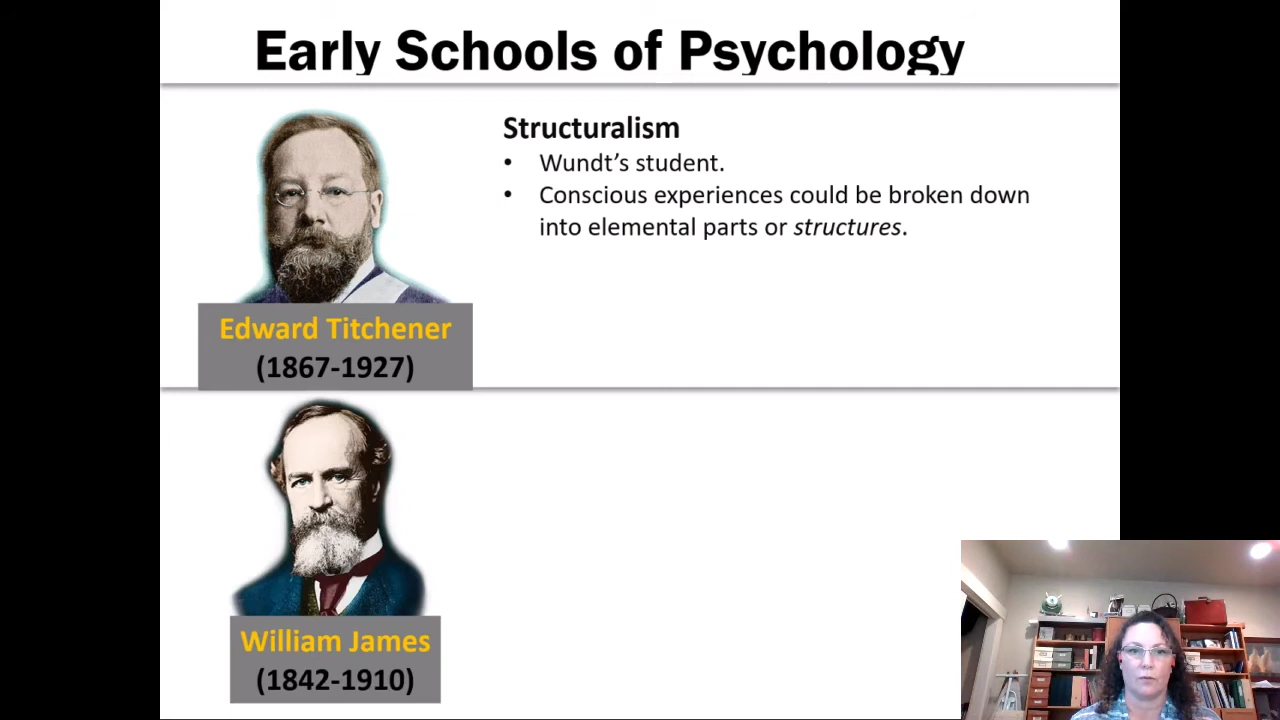 Early Schools of Psychology
Structuralism
• Wundt's student.
• Conscious experiences could be broken down
into elemental parts or structures.
Edward Titchener
(1867-1927)
William James
(1842-1910)